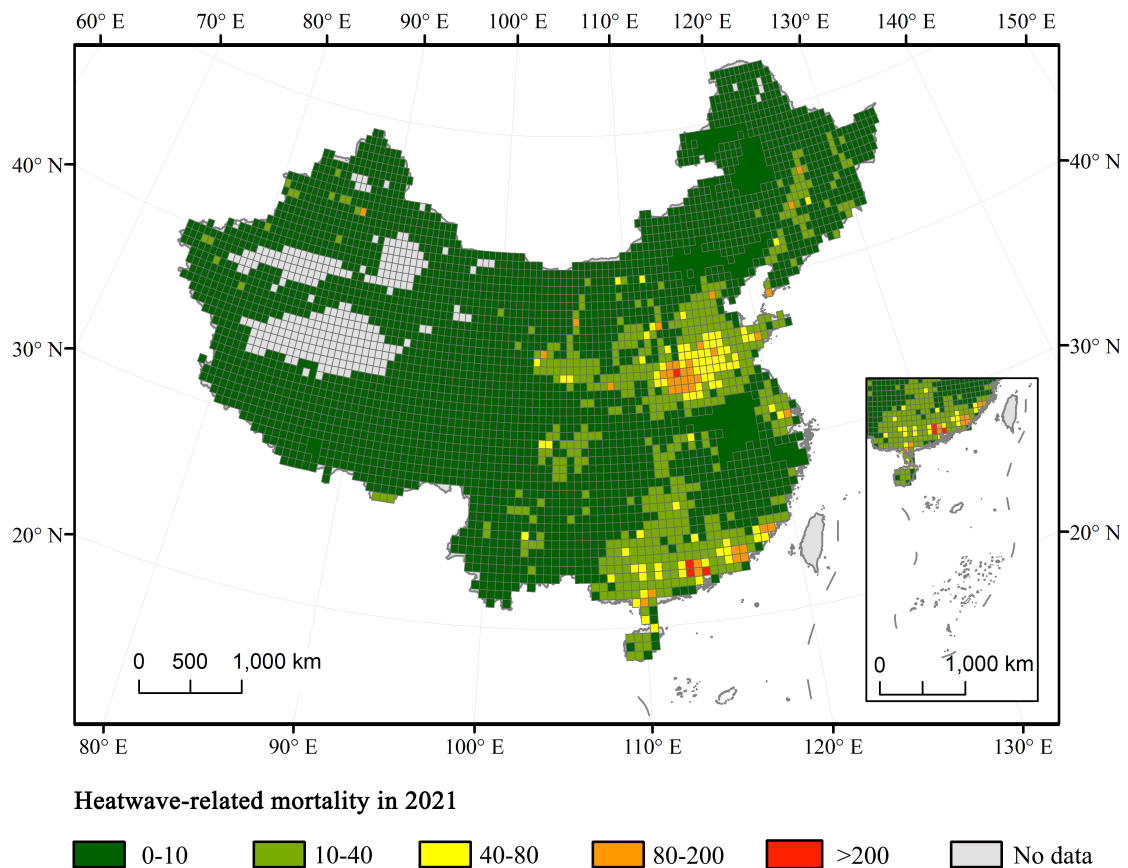 60° E 70° E 80° E 90° E 100° E 110° E 120° E 130° E 140° E 150° E
40° N 40° N
30° N 30° N
20° N 20° N
0 500 1,000 km
0 1,000 km
80° E 90° E 100° E 110° E 120° E 130° E
Heatwave-related mortality in 2021
0-10 10-40 40-80 80-200 >200 No data